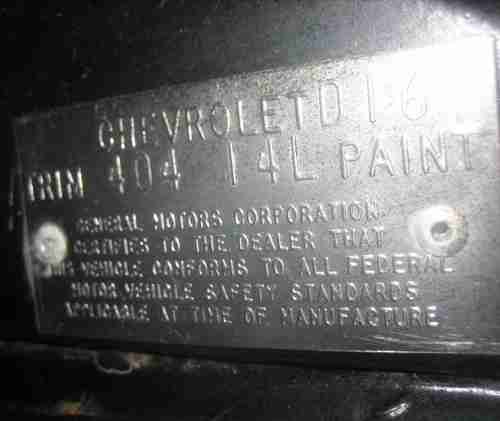 CHEVROLET D1-6
TRIM 404 14L PAINT
GENERAL MOTORS CORPORATION
CERTIFIES TO THE DEALER THAT
THIS VEHICLE CONFORMS TO ALL FEDERAL
MOTOR VEHICLE SAFETY STANDARDS
APPLICABLE AT TIME OF MANUFACTURE